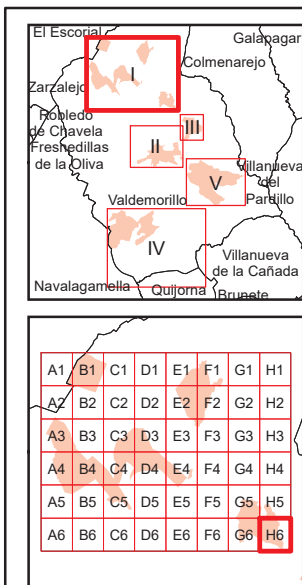 El Escorial
Galapagar
I
Colmenarejo
Zarzalejo
Robledo
de Chavela
III
Fresnedillas
de la Oliva
II
V
Villanueva
del
Pardillo
Valdemorillo
IV
Villanueva
de la Cañada
Navalagamella
Quijorna
Brunete
A1 B1 C1 D1 E1 F1 G1 H1
A2 B2 C2 D2 E2 F2 G2 H2
A3 B3 C3 D3 E3 F3 G3 H3
A4 B4 C4 D4 E4 F4 G4 H4
A5 B5 C5 D5 E5 F5 G5 H5
A6 B6 C6 D6 E6 F6 G6 H6